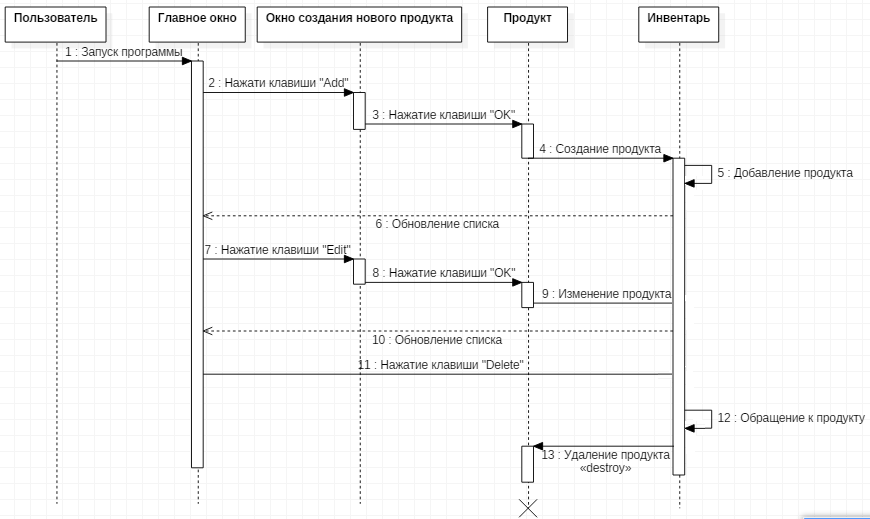 Пользователь
Главное окно
Окно создания нового продукта
Продукт
Инвентарь
1 : Запуск программы
2 : Нажати клавиши "Add"
3 : Нажатие клавиши "OK"
4 : Создание продукта
5 : Добавление продукта
6 : Обновление списка
7 : Нажатие клавиши "Edit"
8 : Нажатие клавиши "OK"
9 : Изменение продукта
10 : Обновление списка
11 : Нажатие клавиши "Delete"
12 : Обращение к продукту
13 : Удаление продукта
«destroy»